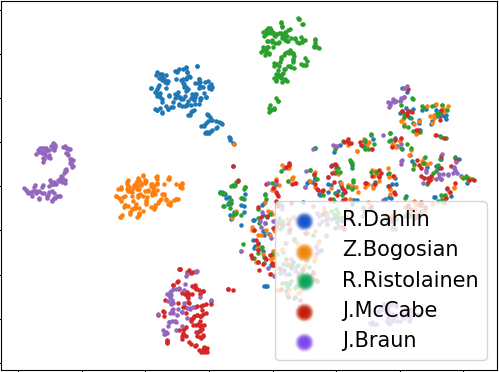 R.Dahlin
Z.Bogosian
R.Ristolainen
J.McCabe
J.Braun